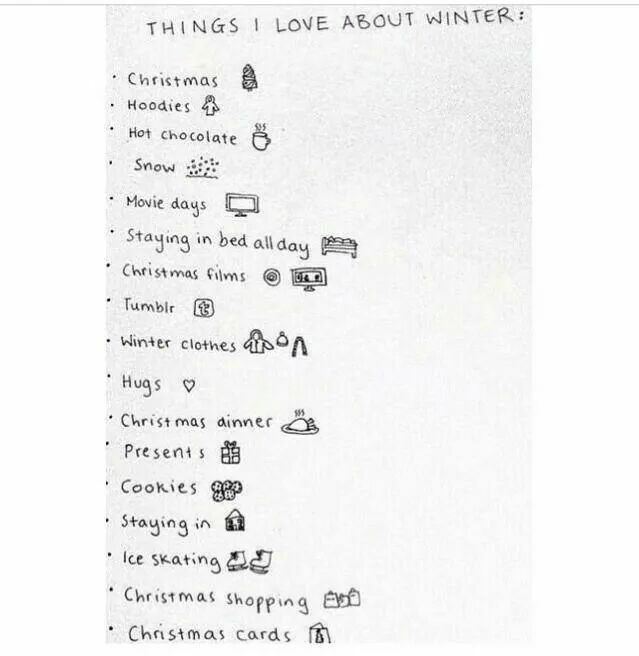 THINGS I LOVE ABOUT WINTER:
· Christmas
· Hoodies
· Hot chocolate
· Snow
· Movie days
· Staying in bed all day
· Christmas films
· Tumblr t
· Winter clothes
· Hugs
· Christmas dinner
· Presents
· Cookies
· Staying in
· Ice skating
· Christmas shopping
· Christmas cards